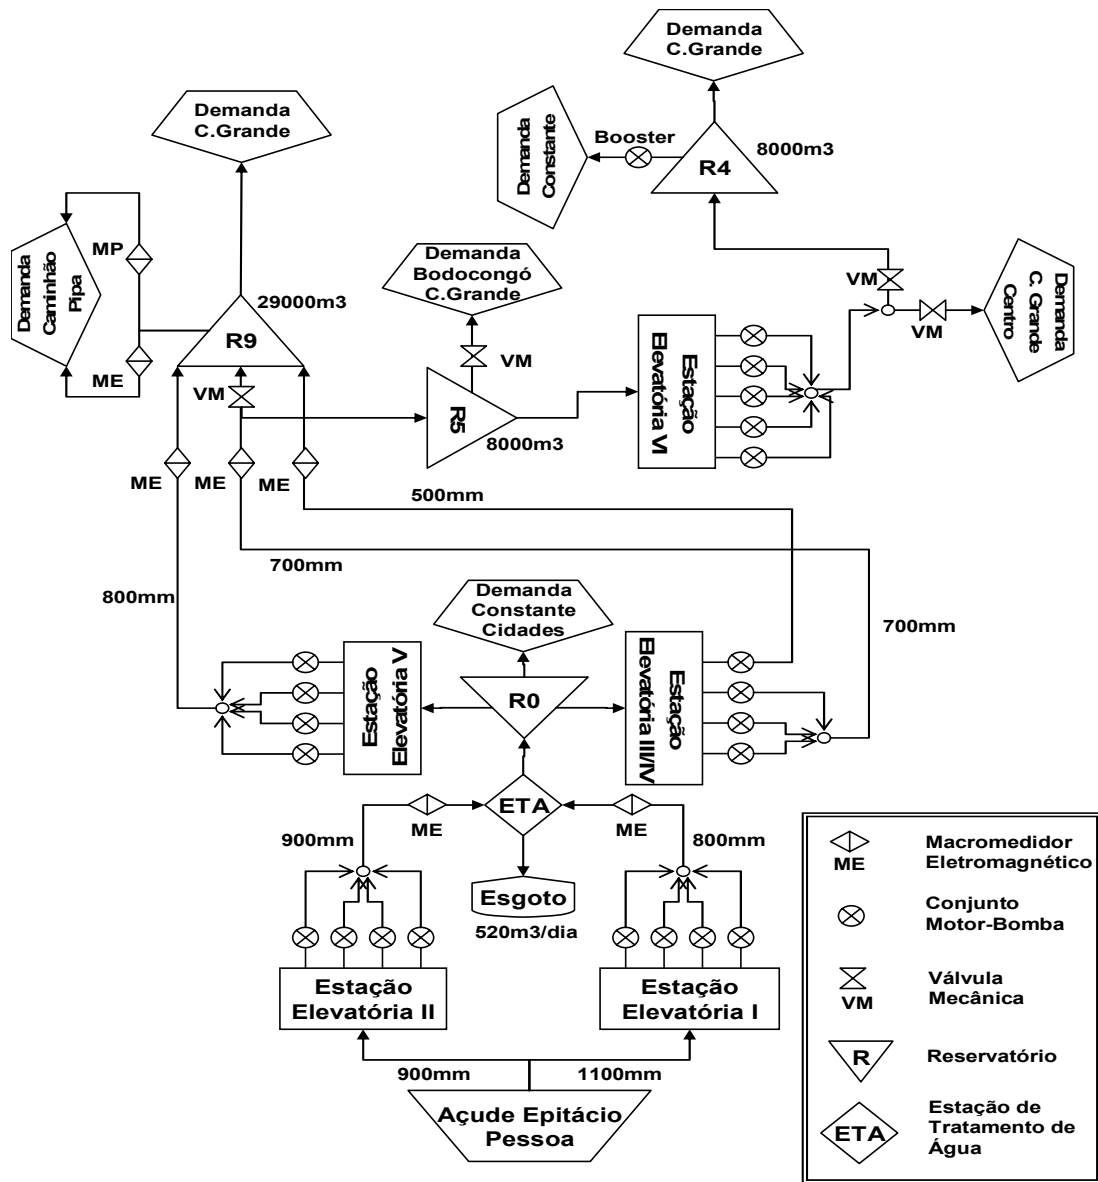 Demanda
C.Grande
Demanda
C.Grande
Demanda
Constante
Booster
R4
8000m3
Demanda
Caminhão
Pipa
MP
ME
29000m3
R9
VM
Demanda
Bodocongó
C.Grande
VM
R5
8000m3
Estação
Elevatória VI
VM
VM
Demanda
C. Grande
Centro
ME
ME
ME
500mm
700mm
800mm
700mm
Demanda
Constante
Cidades
Estação
Elevatória V
R0
Estação
Elevatória III/IV
ETA
ME
ME
900mm
800mm
Esgoto
520m3/dia
Estação
Elevatória II
Estação
Elevatória I
900mm
1100mm
Açude Epitácio
Pessoa
ME
Macromedidor
Eletromagnético
Conjunto
Motor-Bomba
VM
Válvula
Mecânica
R
Reservatório
ETA
Estação de
Tratamento de
Água